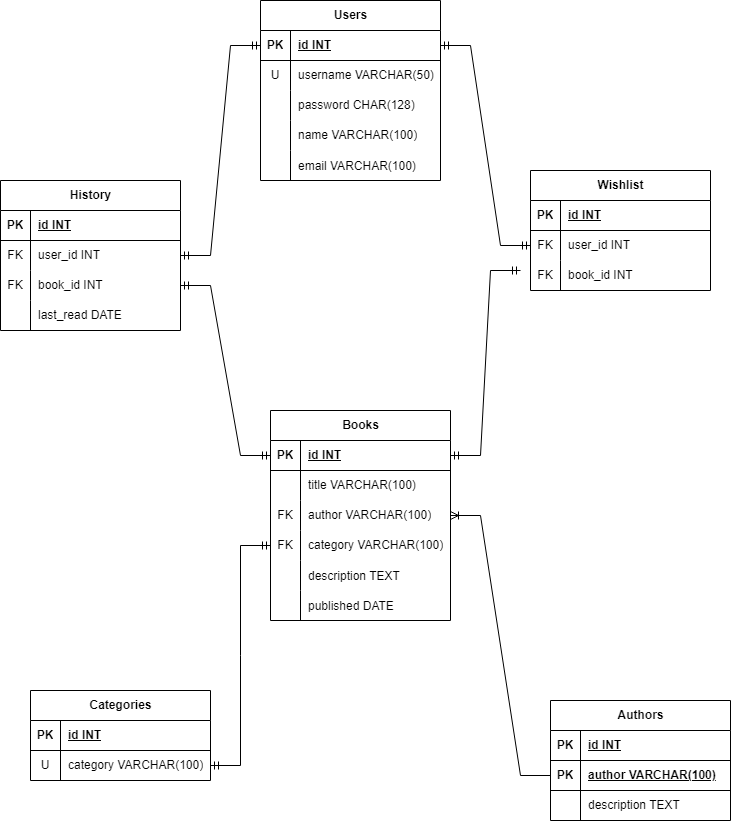 Users
PK id INT
U username VARCHAR(50)
password CHAR(128)
name VARCHAR(100)
email VARCHAR(100)
History
PK id INT
FK user_id INT
FK book_id INT
last_read DATE
Wishlist
PK id INT
FK user_id INT
FK book_id INT
Books
PK id INT
title VARCHAR(100)
FK author VARCHAR(100)
FK category VARCHAR(100)
description TEXT
published DATE
Categories
PK id INT
U category VARCHAR(100)
Authors
PK id INT
PK author VARCHAR(100)
description TEXT